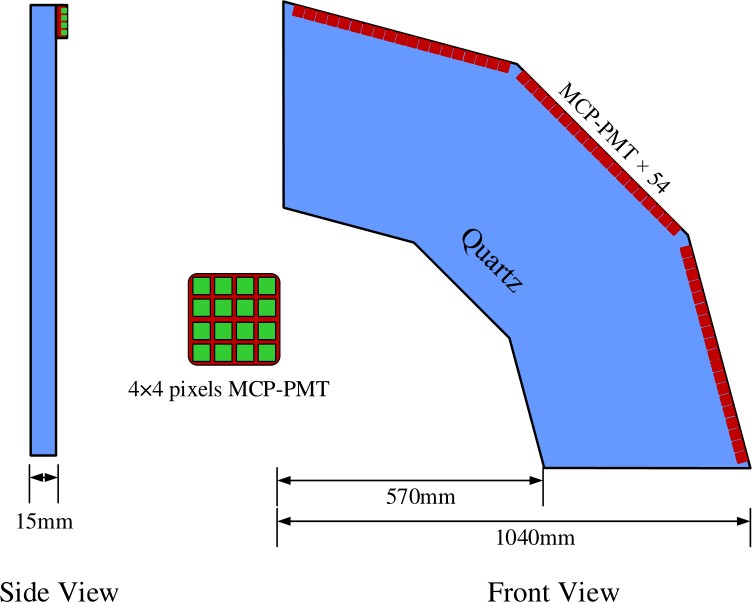 MCP-PMT × 54
Quartz
4×4 pixels MCP-PMT
570mm
15mm
1040mm
Side View
Front View